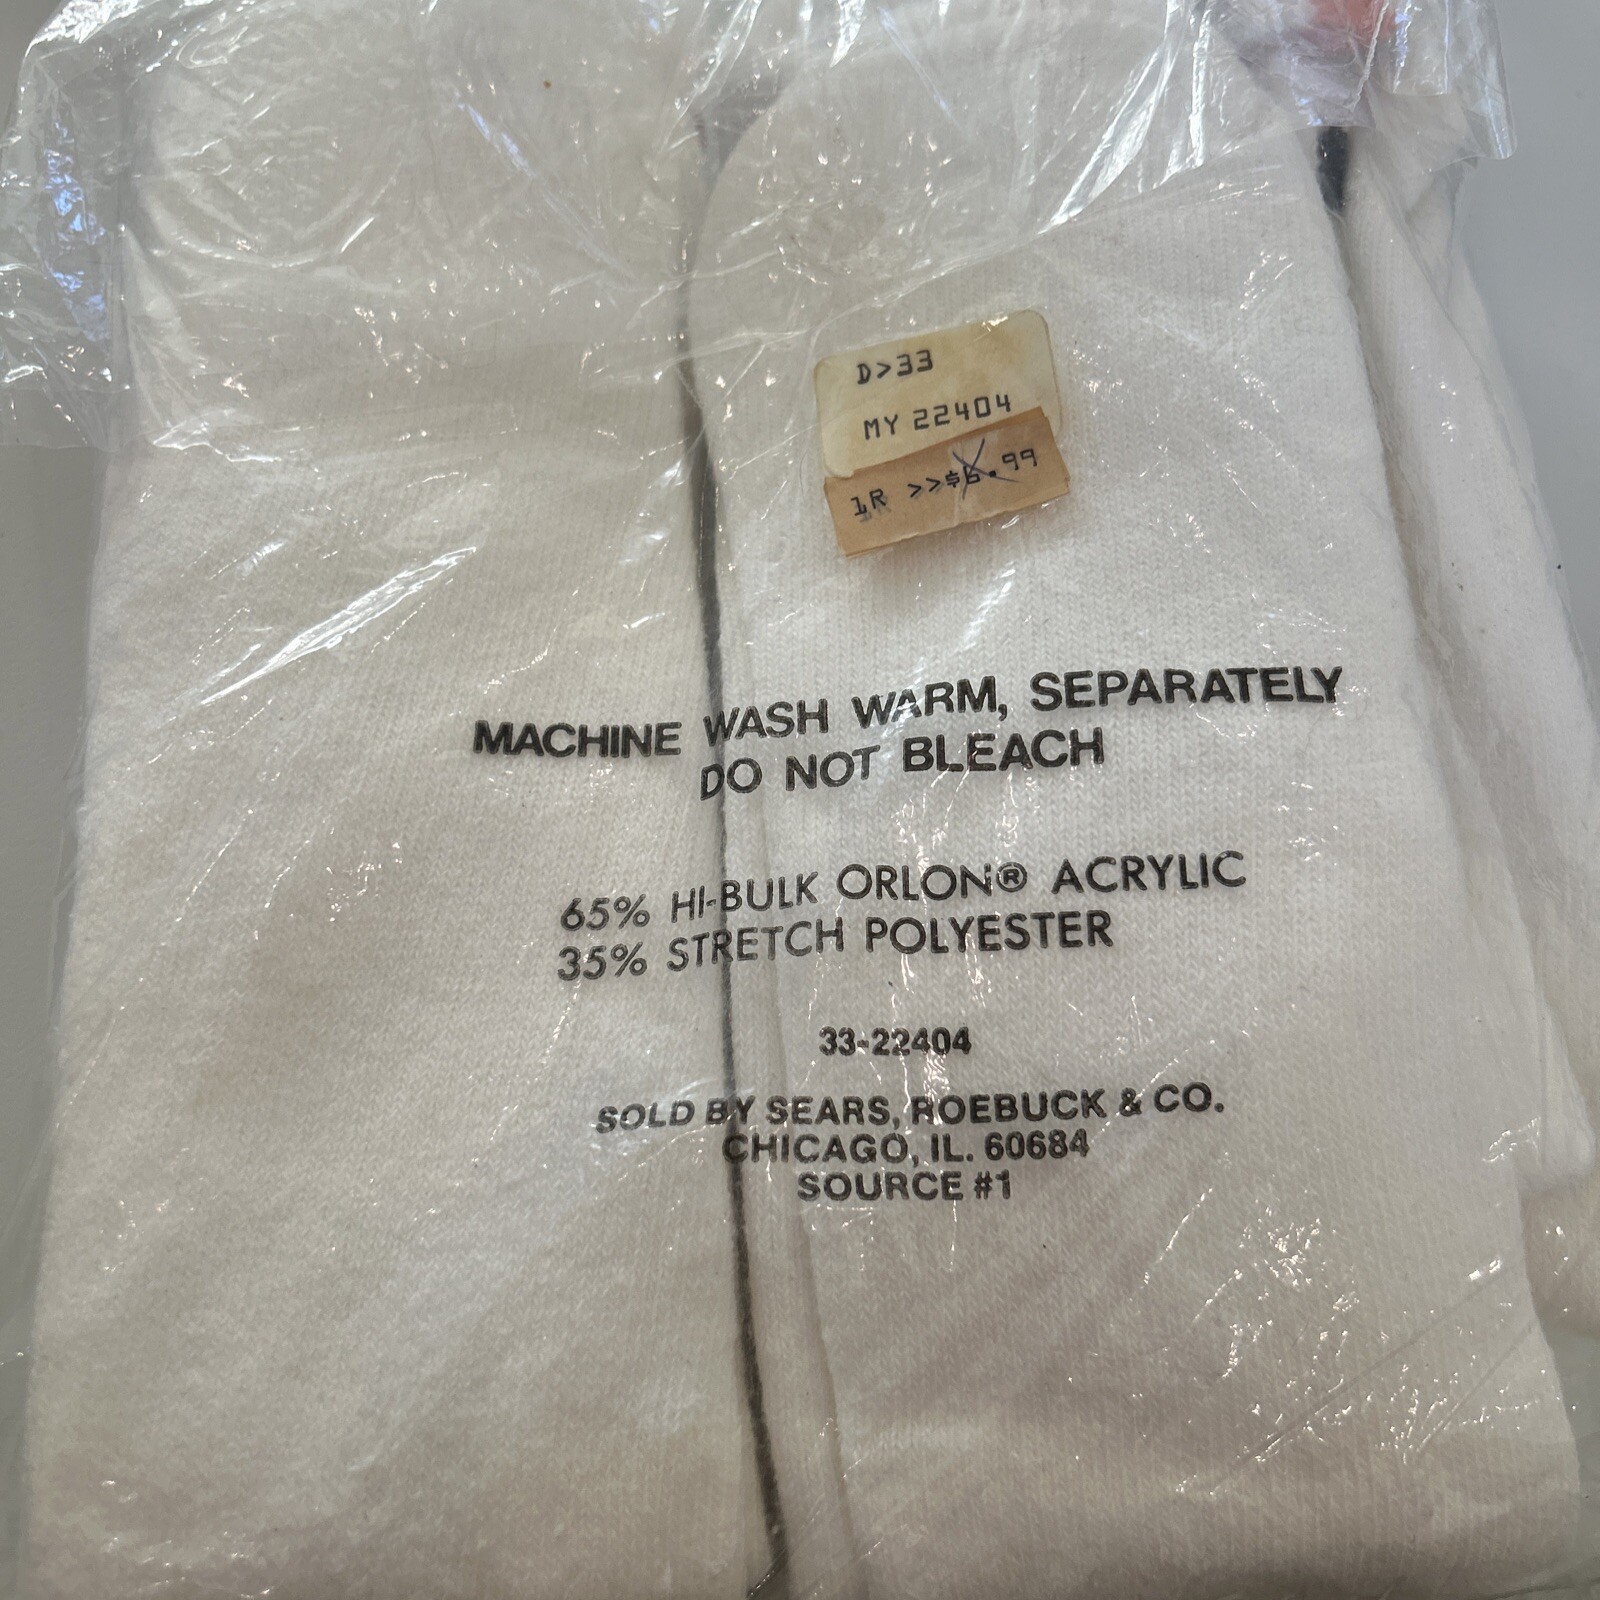 D>33
MY 22404
1R >>$6.99
MACHINE WASH WARM, SEPARATELY
DO NOT BLEACH
65% HI-BULK ORLON® ACRYLIC
35% STRETCH POLYESTER
33-22404
SOLD BY SEARS, ROEBUCK & CO.
CHICAGO, IL. 60684
SOURCE #1